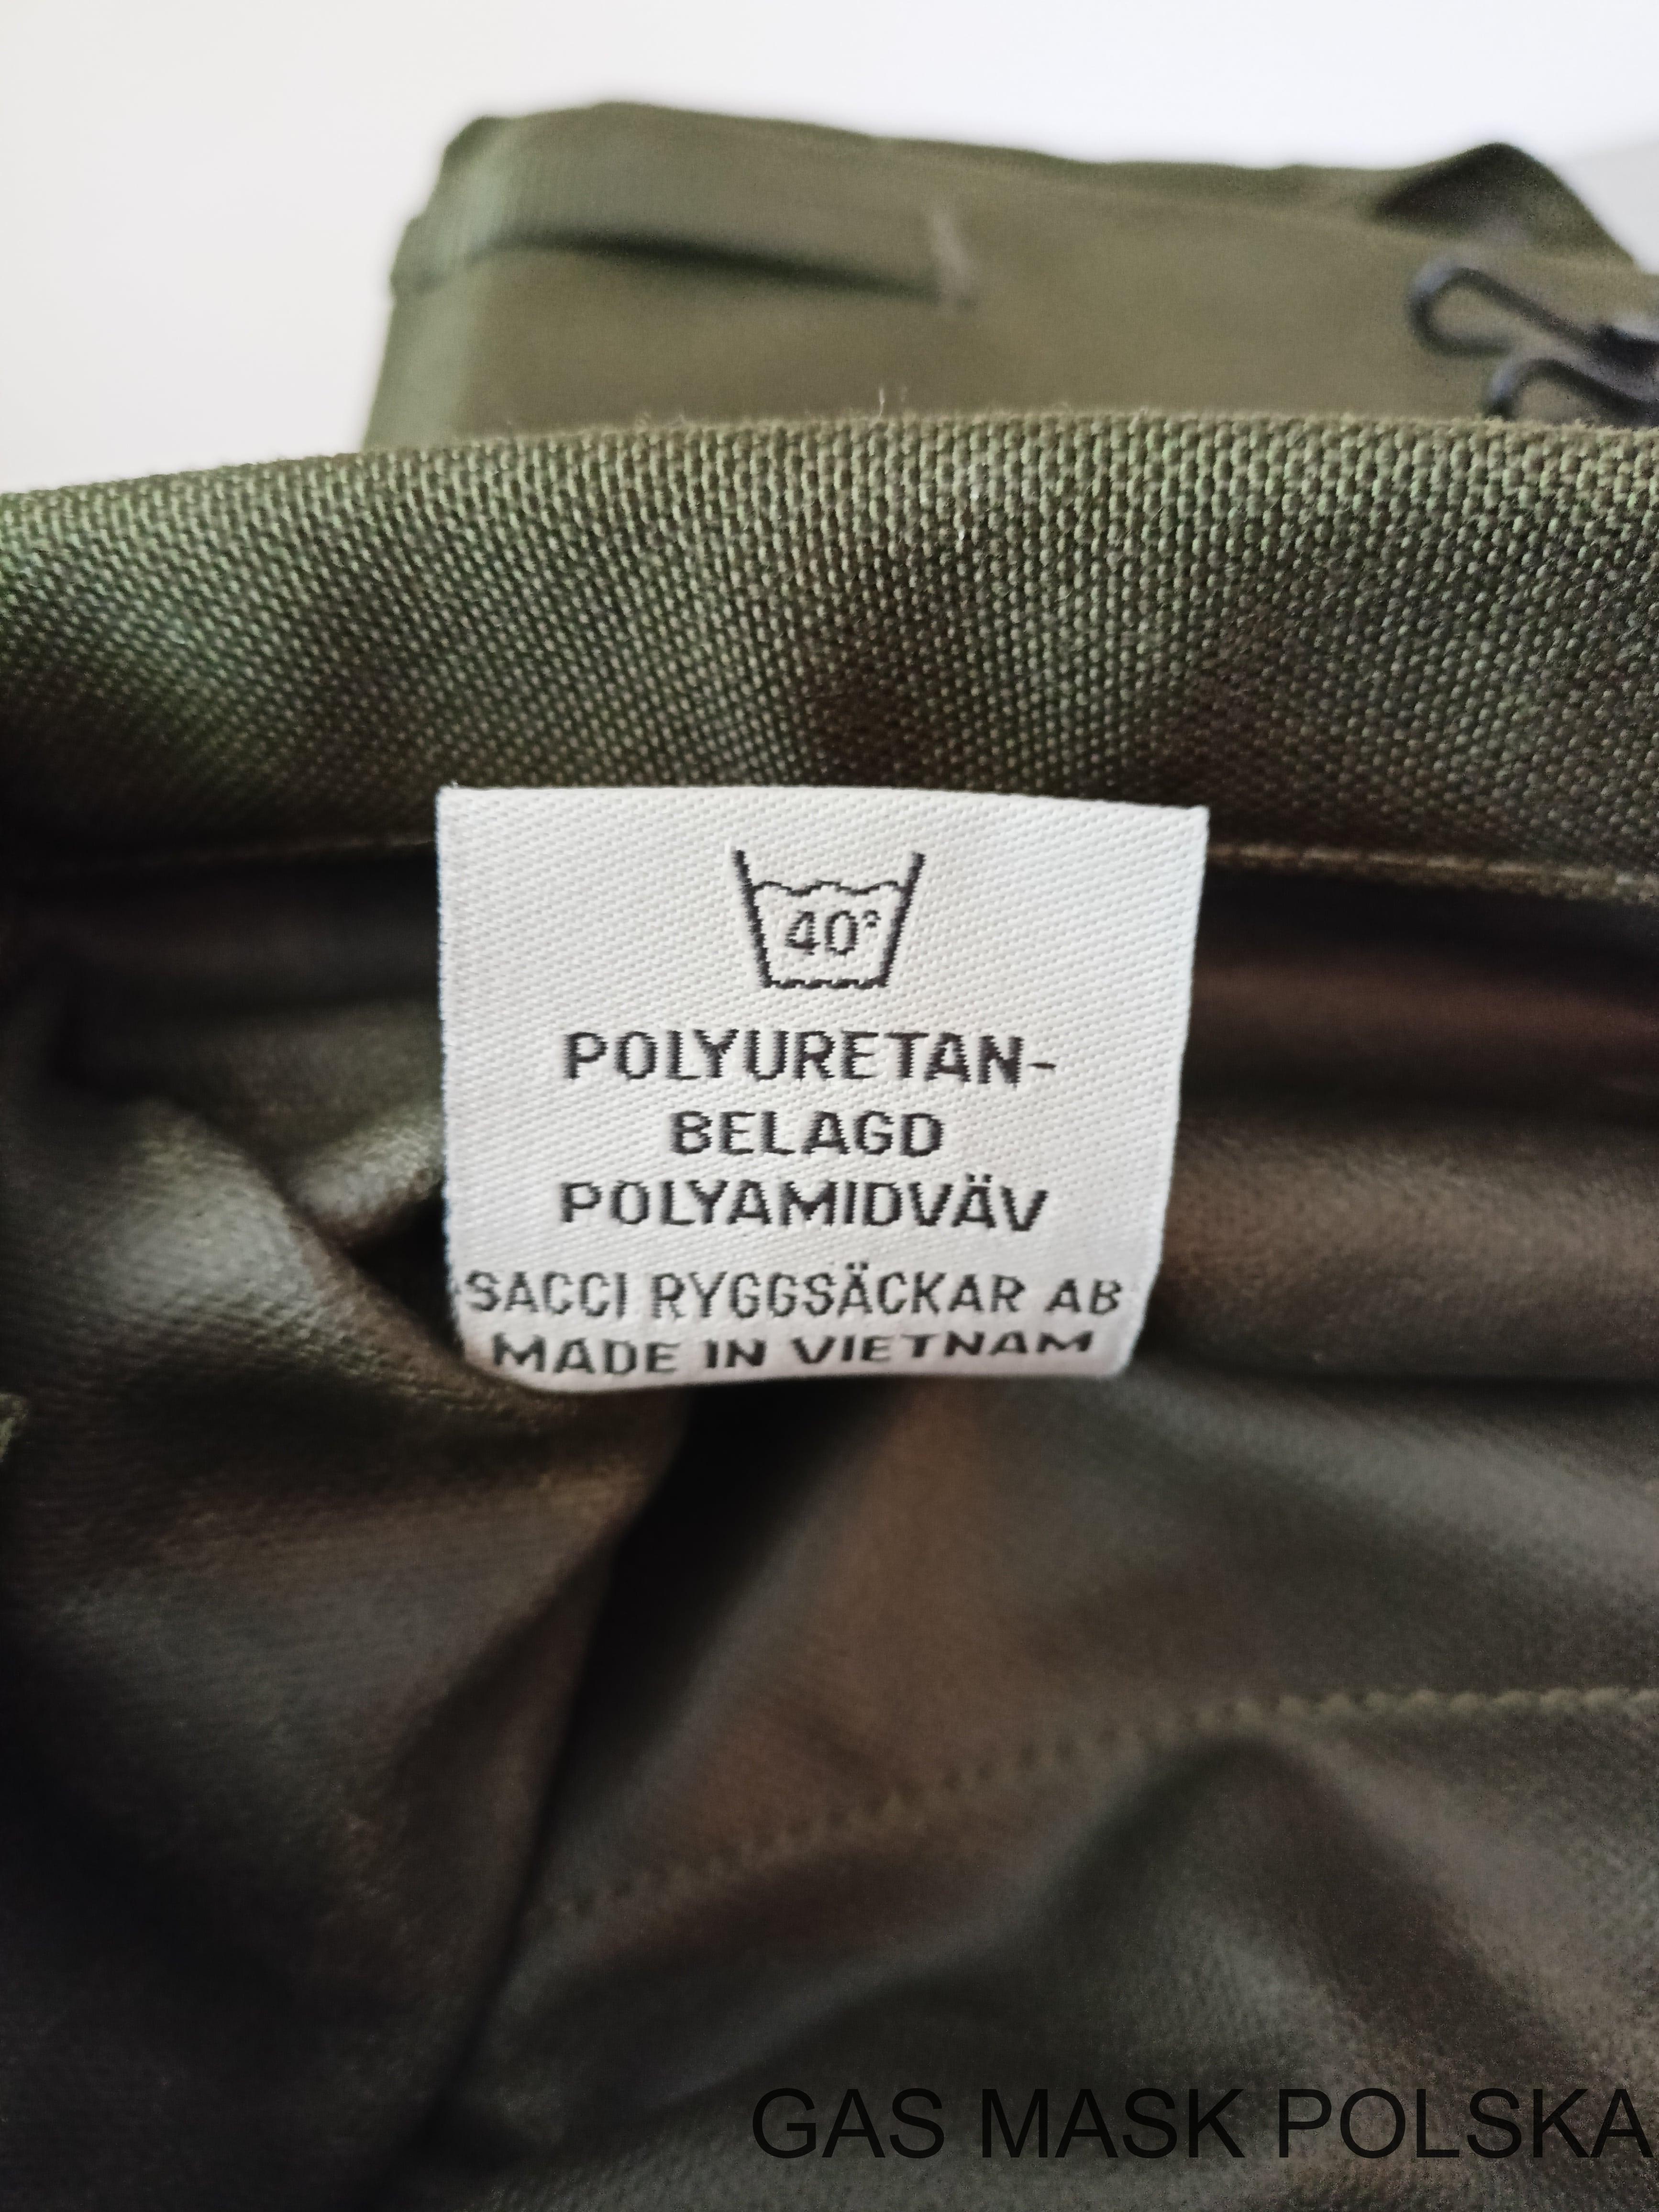 40°
POLYURETAN-
BELAGD
POLYAMIDVÄV
SACCI RYGGSÄCKAR AB
MADE IN VIETNAM
GAS MASK POLSKA